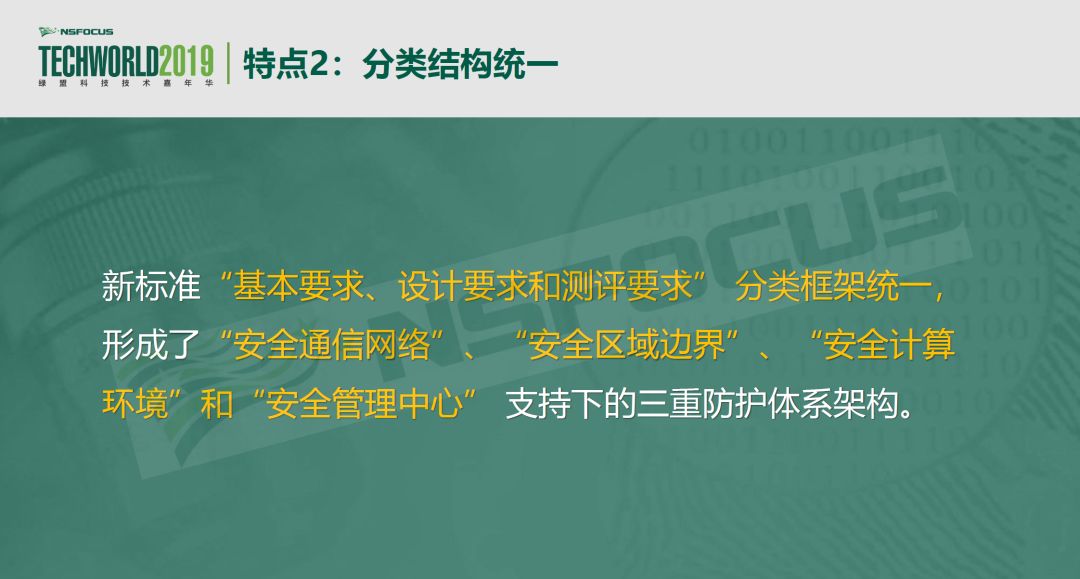 NSFOCUS
TECHWORLD2019
绿盟科技技术嘉年华
特点2：分类结构统一
NSFOCUS
新标准“基本要求、设计要求和测评要求” 分类框架统一，
形成了“安全通信网络”、“安全区域边界”、“安全计算
环境”和“安全管理中心” 支持下的三重防护体系架构。